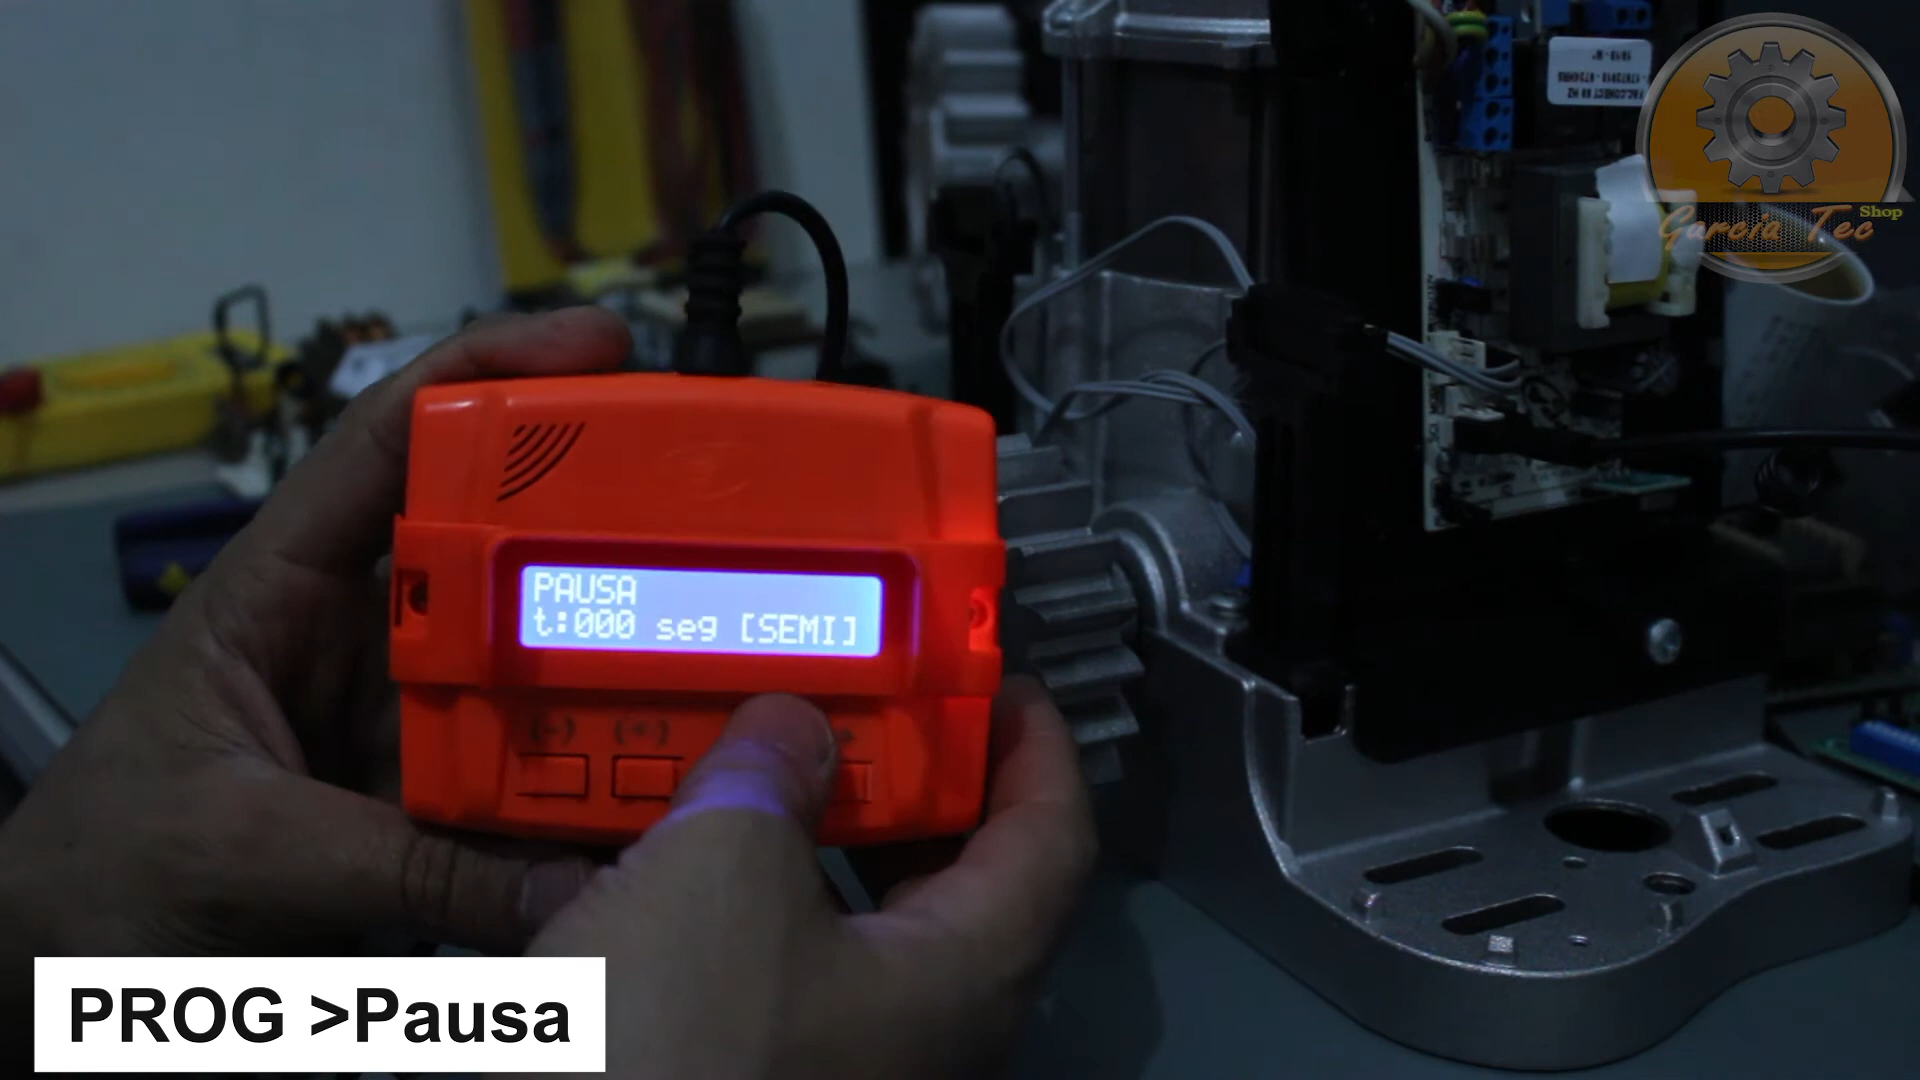 Garcia Tec
Shop
PAUSA
t:000 seg [SEMI]
(-)
(<)
PROG >Pausa